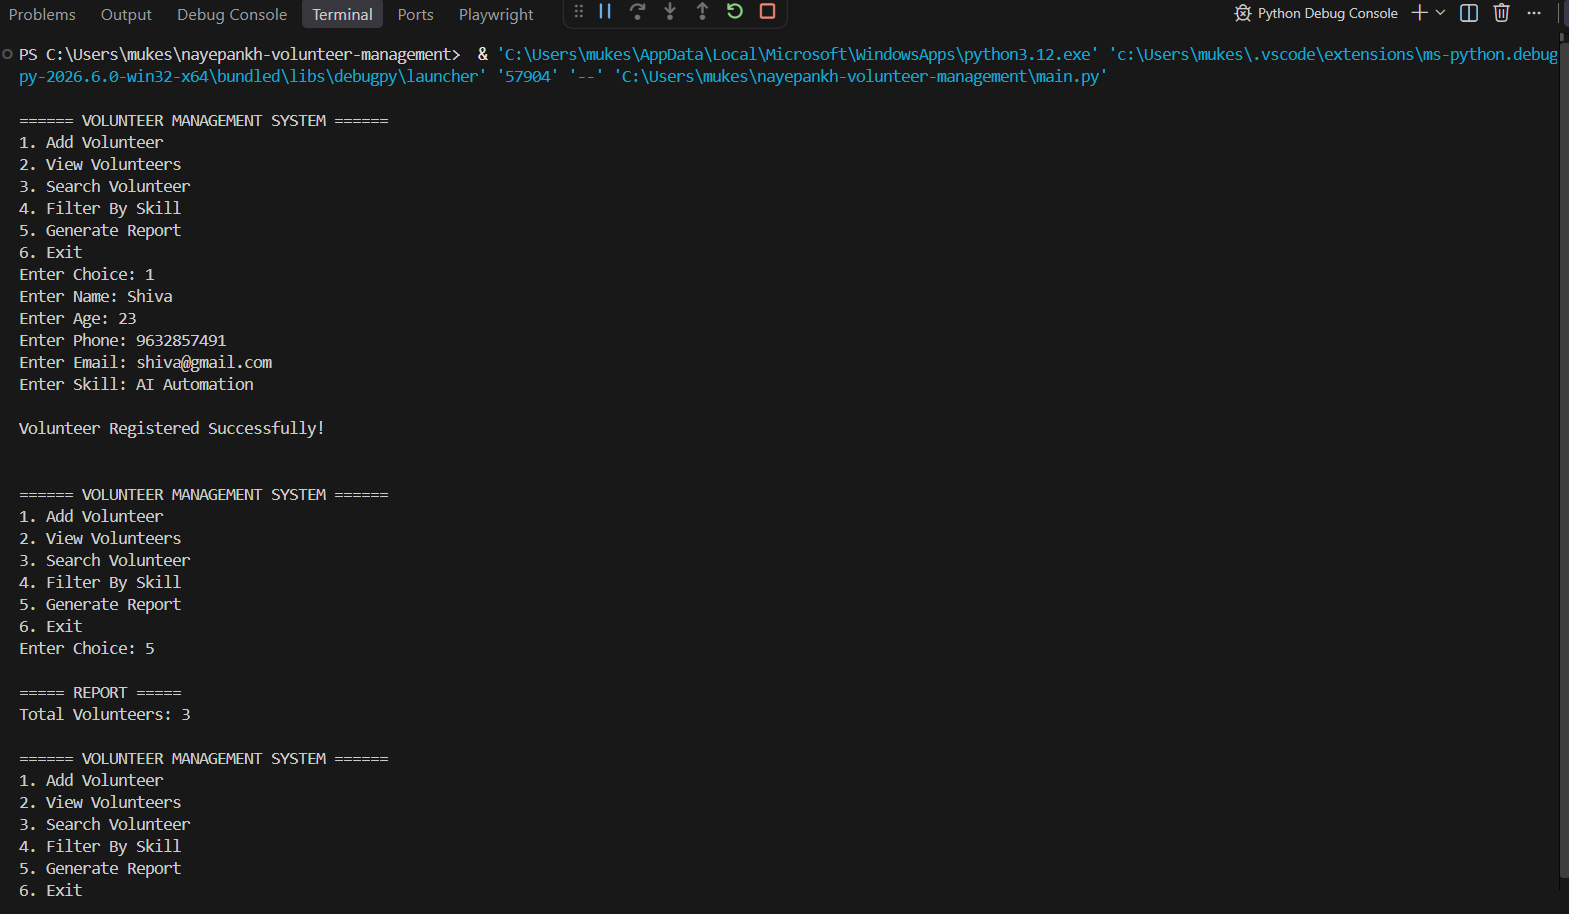 Problems Output Debug Console Terminal Ports Playwright Python Debug Console
PS C:\Users\mukes\nayepankh-volunteer-management>  & 'C:\Users\mukes\AppData\Local\Microsoft\WindowsApps\python3.12.exe' 'c:\Users\mukes\.vscode\extensions\ms-python.debug
py-2026.6.0-win32-x64\bundled\libs\debugpy\launcher' '57904' '--' 'C:\Users\mukes\nayepankh-volunteer-management\main.py'
====== VOLUNTEER MANAGEMENT SYSTEM ======
1. Add Volunteer
2. View Volunteers
3. Search Volunteer
4. Filter By Skill
5. Generate Report
6. Exit
Enter Choice: 1
Enter Name: Shiva
Enter Age: 23
Enter Phone: 9632857491
Enter Email: shiva@gmail.com
Enter Skill: AI Automation
Volunteer Registered Successfully!
====== VOLUNTEER MANAGEMENT SYSTEM ======
1. Add Volunteer
2. View Volunteers
3. Search Volunteer
4. Filter By Skill
5. Generate Report
6. Exit
Enter Choice: 5
===== REPORT =====
Total Volunteers: 3
====== VOLUNTEER MANAGEMENT SYSTEM ======
1. Add Volunteer
2. View Volunteers
3. Search Volunteer
4. Filter By Skill
5. Generate Report
6. Exit